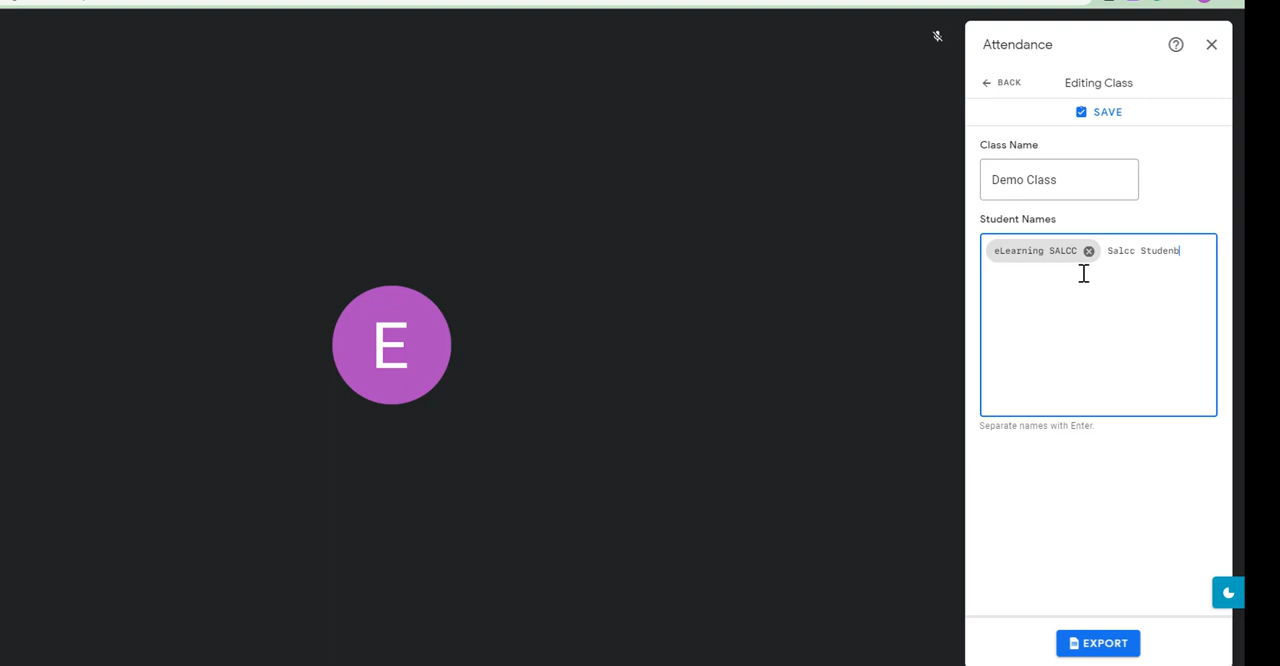 Attendance
BACK Editing Class
SAVE
Class Name
Demo Class
Student Names
eLearning SALCC Salcc Studenb
Separate names with Enter.
E
EXPORT